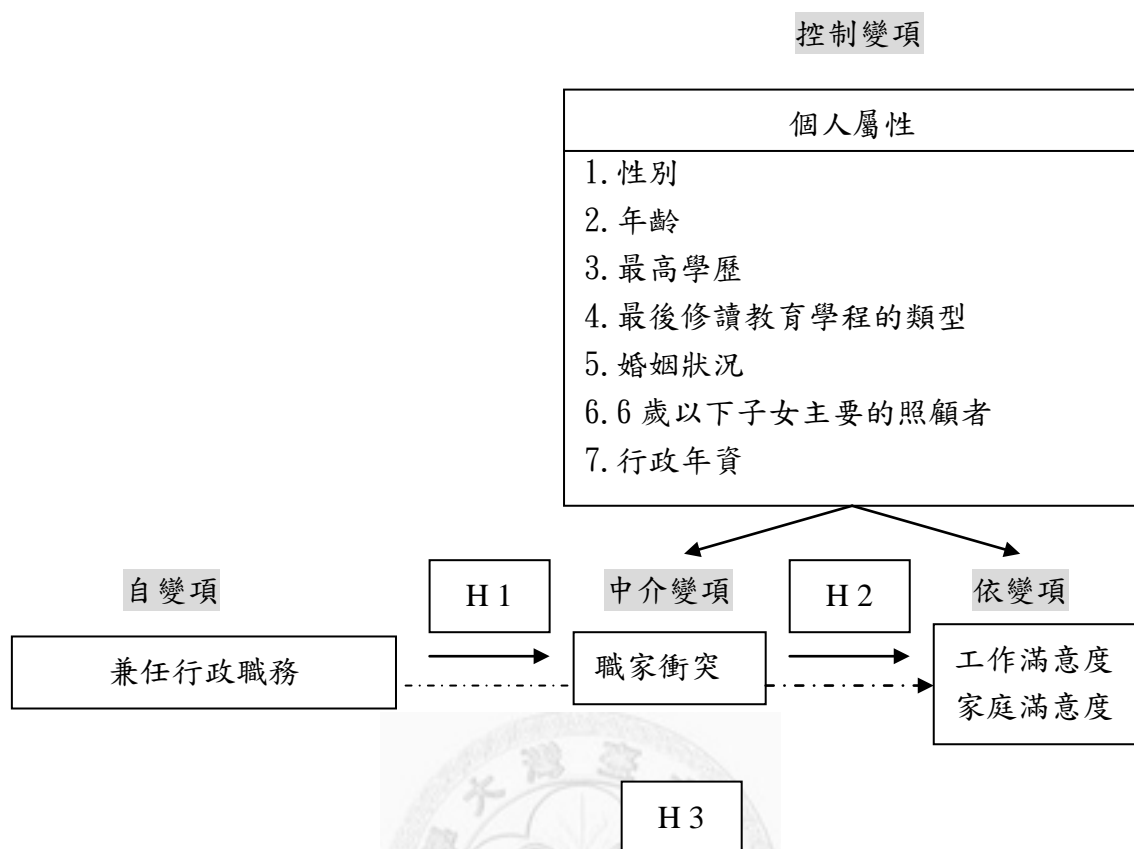 控制變項
個人屬性
1.性別
2.年齡
3.最高學歷
4.最後修讀教育學程的類型
5.婚姻狀況
6.6 歲以下子女主要的照顧者
7.行政年資
自變項
H 1
中介變項
H 2
依變項
兼任行政職務
職家衝突
工作滿意度
家庭滿意度
大灣臺
H 3